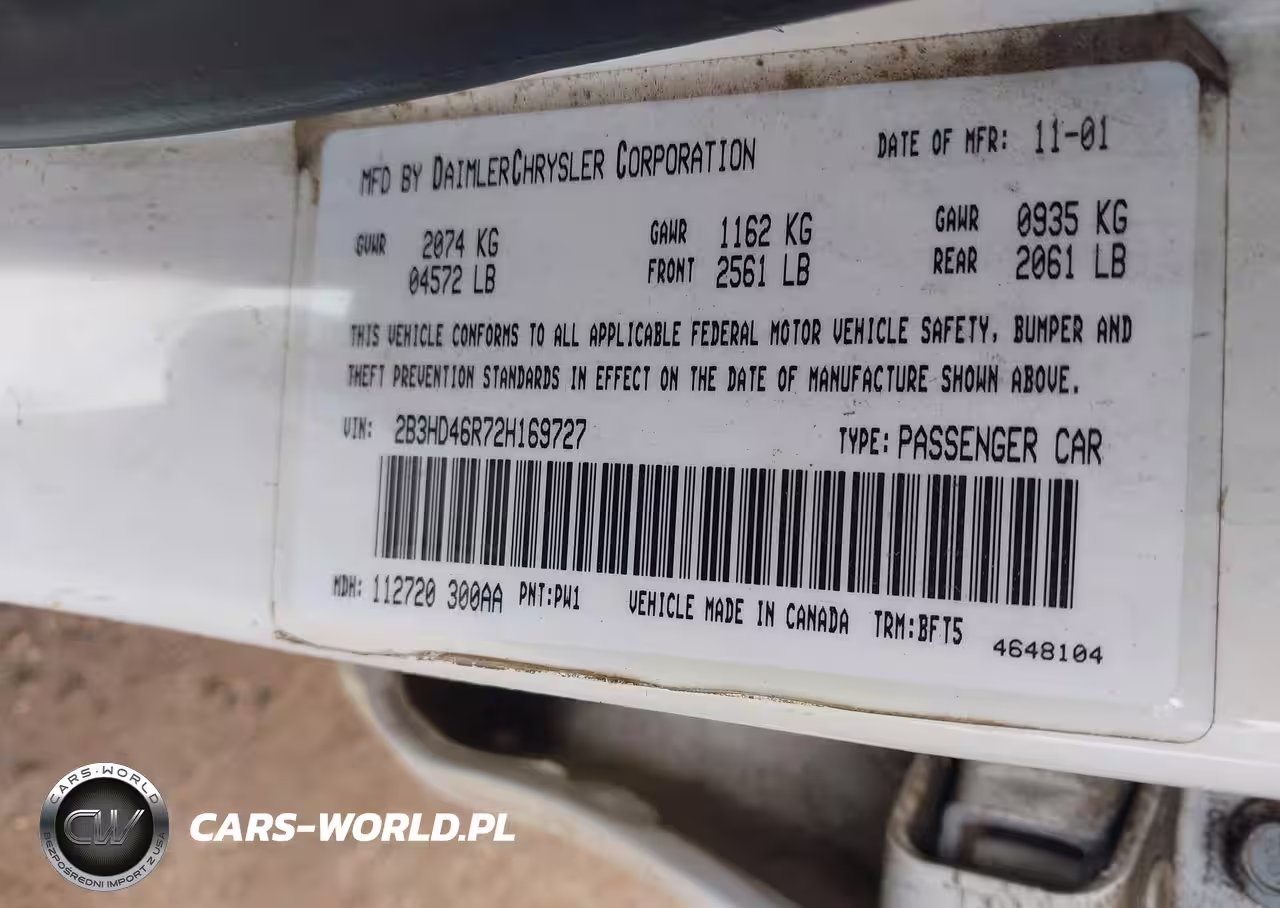 MFD BY DAIMLERCHRYSLER CORPORATION DATE OF MFR: 11-01
GVWR 2074 KG GAWR 1162 KG GAWR 0935 KG
04572 LB FRONT 2561 LB REAR 2061 LB
THIS VEHICLE CONFORMS TO ALL APPLICABLE FEDERAL MOTOR VEHICLE SAFETY, BUMPER AND
THEFT PREVENTION STANDARDS IN EFFECT ON THE DATE OF MANUFACTURE SHOWN ABOVE.
VIN: 2B3HD46R72H169727 TYPE: PASSENGER CAR
MDH: 112720 300AA PNT:PW1 VEHICLE MADE IN CANADA TRM:BFT5 4648104
CARS-WORLD
CW
BEZPOŚREDNI IMPORT Z USA
CARS-WORLD.PL